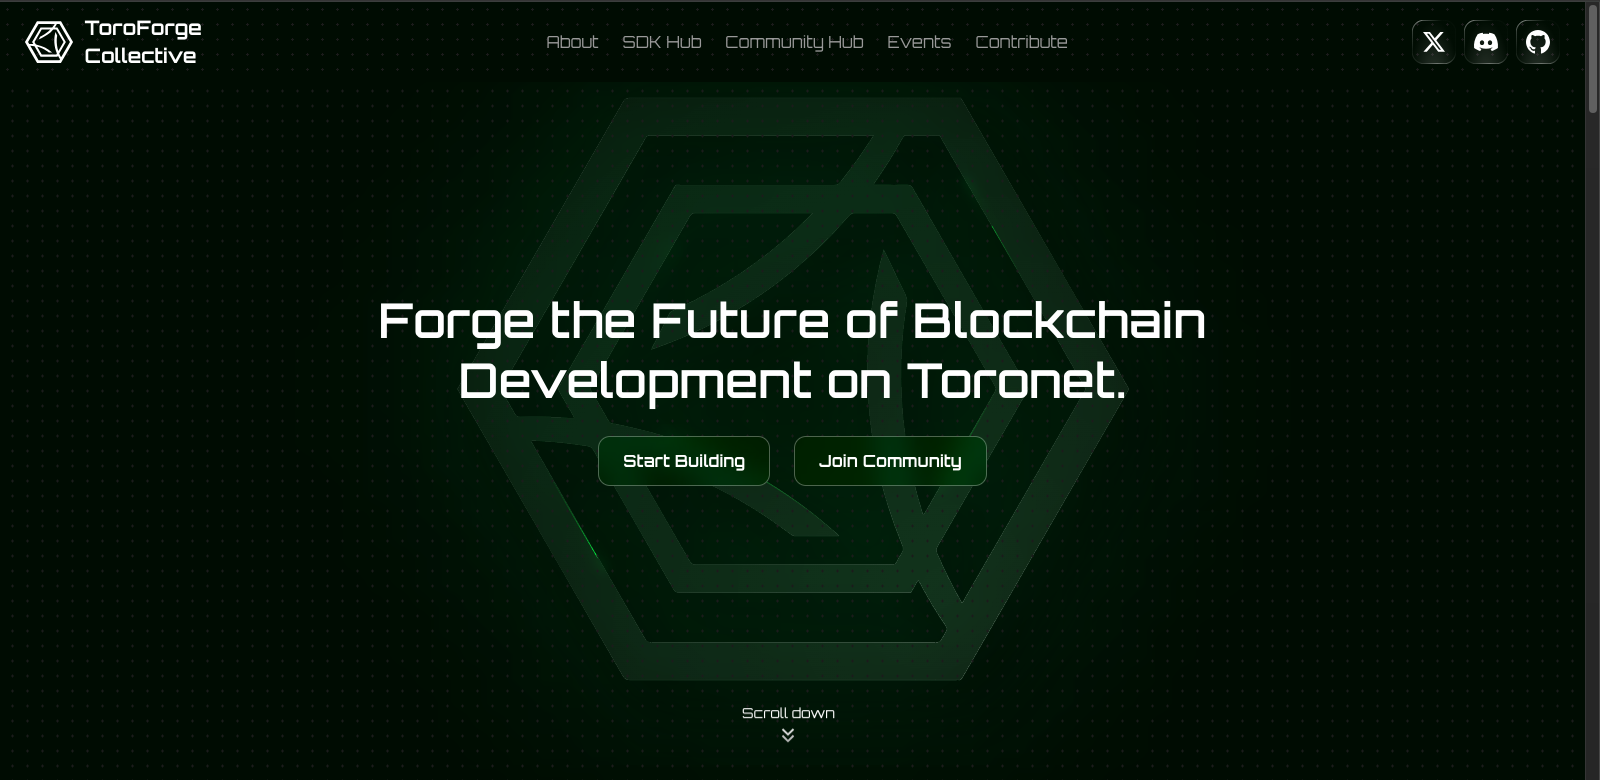 ToroForge
Collective
About
SDK Hub
Community Hub
Events
Contribute
Forge the Future of Blockchain
Development on Toronet.
Start Building
Join Community
Scroll down